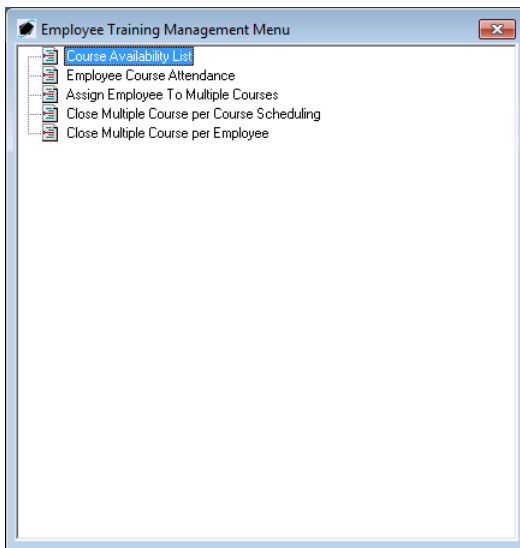 Employee Training Management Menu
Course Availability List
Employee Course Attendance
Assign Employee To Multiple Courses
Close Multiple Course per Course Scheduling
Close Multiple Course per Employee